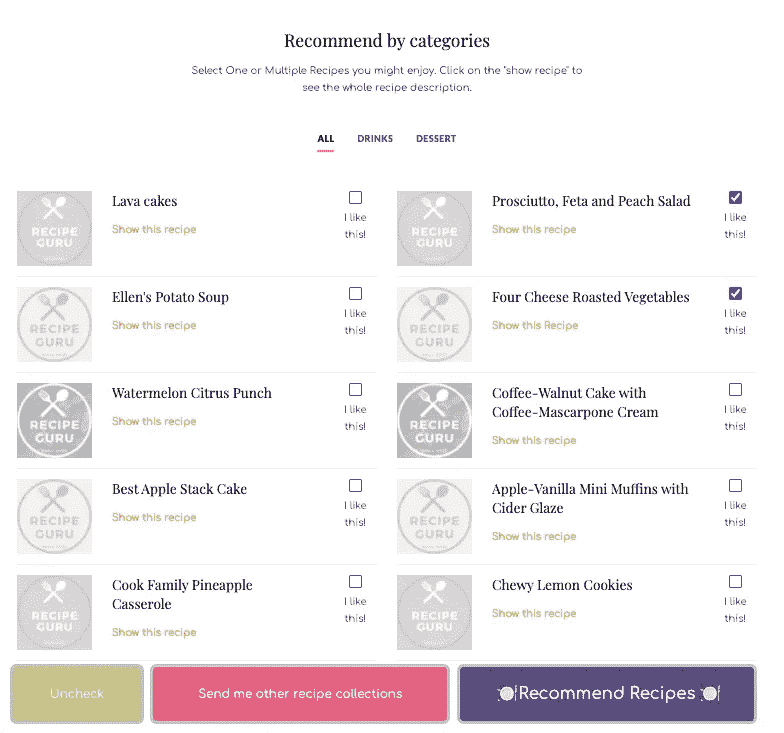 Recommend by categories
Select One or Multiple Recipes you might enjoy. Click on the "show recipe" to
see the whole recipe description.
ALL DRINKS DESSERT
RECIPE
GURU
Lava cakes
Show this recipe
I like
this!
RECIPE
GURU
Prosciutto, Feta and Peach Salad
Show this recipe
I like
this!
RECIPE
GURU
Ellen's Potato Soup
Show this recipe
I like
this!
RECIPE
GURU
Four Cheese Roasted Vegetables
Show this Recipe
I like
this!
RECIPE
GURU
Watermelon Citrus Punch
Show this recipe
I like
this!
RECIPE
GURU
Coffee-Walnut Cake with
Coffee-Mascarpone Cream
Show this recipe
I like
this!
RECIPE
GURU
Best Apple Stack Cake
Show this recipe
I like
this!
RECIPE
GURU
Apple-Vanilla Mini Muffins with
Cider Glaze
Show this recipe
I like
this!
RECIPE
GURU
Cook Family Pineapple
Casserole
Show this recipe
I like
this!
RECIPE
GURU
Chewy Lemon Cookies
Show this recipe
I like
this!
Uncheck
Send me other recipe collections
Recommend Recipes